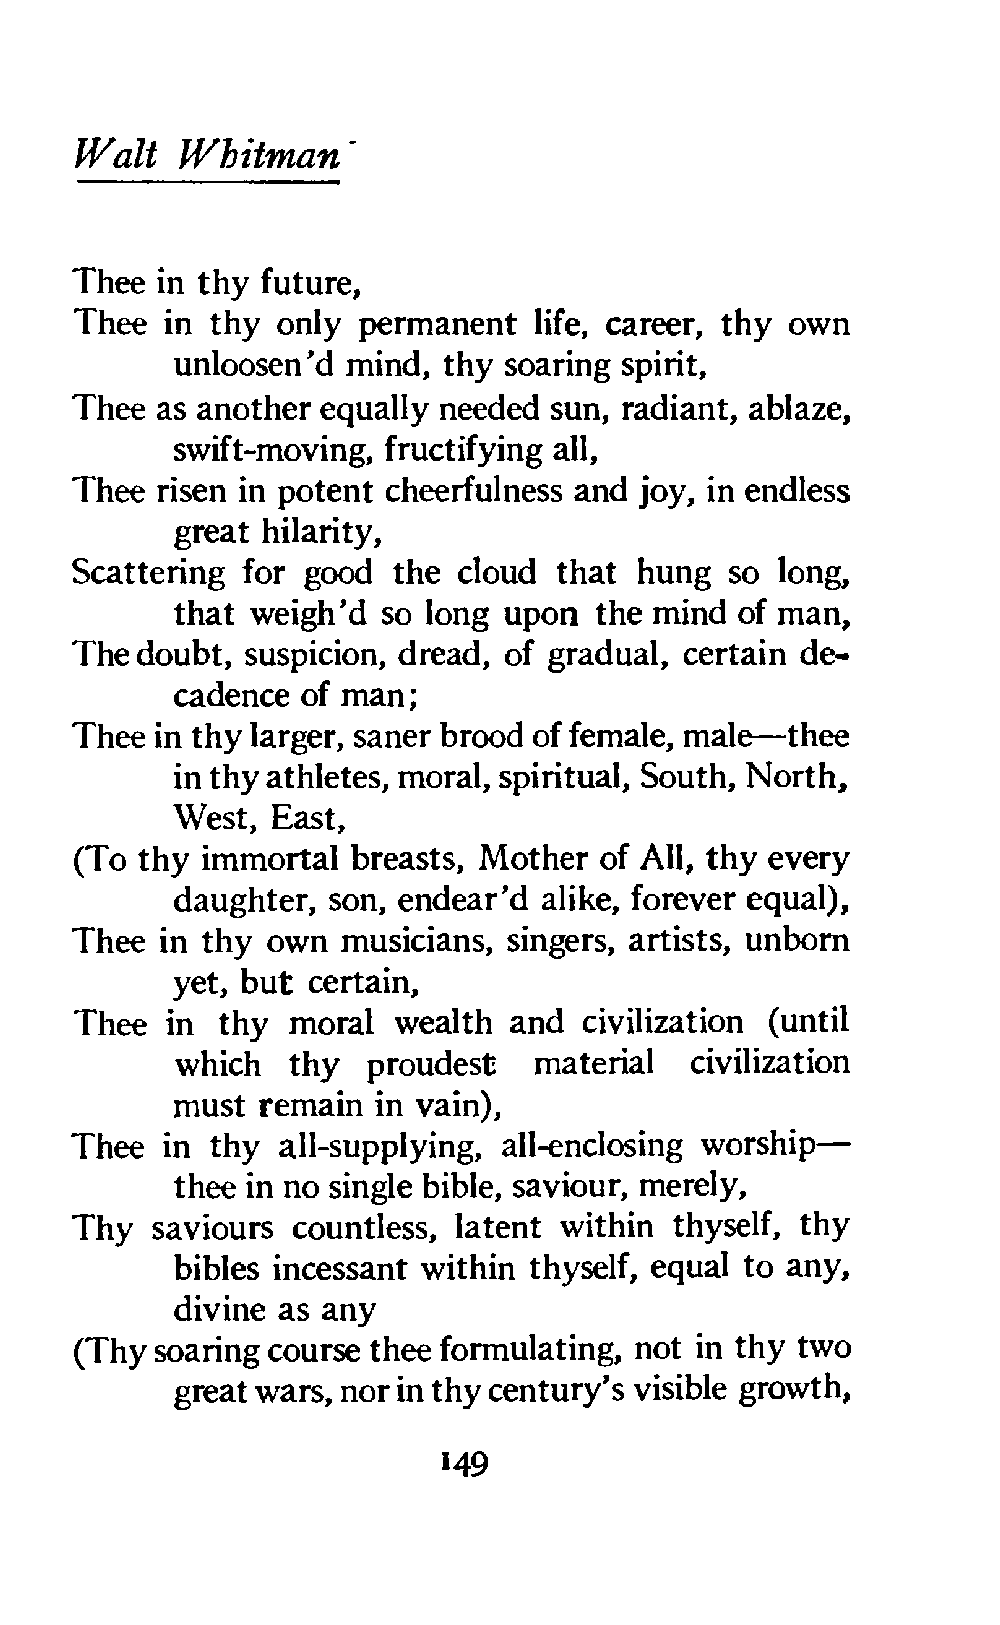 Walt Whitman
Thee in thy future,
Thee in thy only permanent life, career, thy own
unloosen'd mind, thy soaring spirit,
Thee as another equally needed sun, radiant, ablaze,
swift-moving, fructifying all,
Thee risen in potent cheerfulness and joy, in endless
great hilarity,
Scattering for good the cloud that hung so long,
that weigh'd so long upon the mind of man,
The doubt, suspicion, dread, of gradual, certain de-
cadence of man;
Thee in thy larger, saner brood of female, male—thee
in thy athletes, moral, spiritual, South, North,
West, East,
(To thy immortal breasts, Mother of All, thy every
daughter, son, endear'd alike, forever equal),
Thee in thy own musicians, singers, artists, unborn
yet, but certain,
Thee in thy moral wealth and civilization (until
which thy proudest material civilization
must remain in vain),
Thee in thy all-supplying, all-enclosing worship—
thee in no single bible, saviour, merely,
Thy saviours countless, latent within thyself, thy
bibles incessant within thyself, equal to any,
divine as any
(Thy soaring course thee formulating, not in thy two
great wars, nor in thy century's visible growth,
149